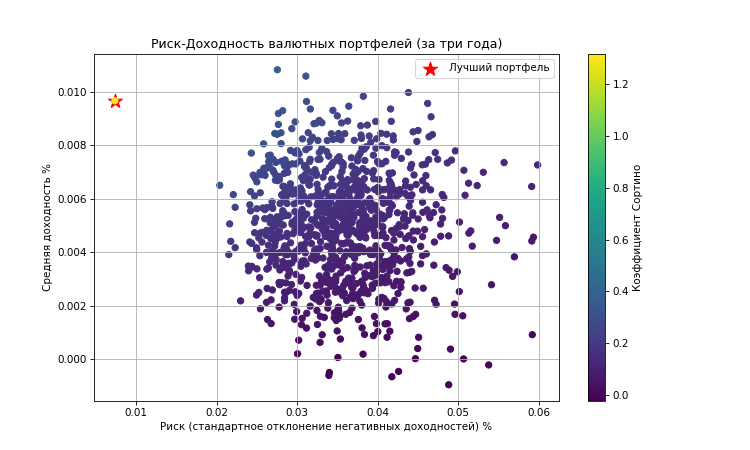 Риск-Доходность валютных портфелей (за три года)
Лучший портфель
Средняя доходность %
0.010
0.008
0.006
0.004
0.002
0.000
0.01 0.02 0.03 0.04 0.05 0.06
Риск (стандартное отклонение негативных доходностей) %
1.2
1.0
0.8
0.6
0.4
0.2
0.0
Коэффициент Сортино